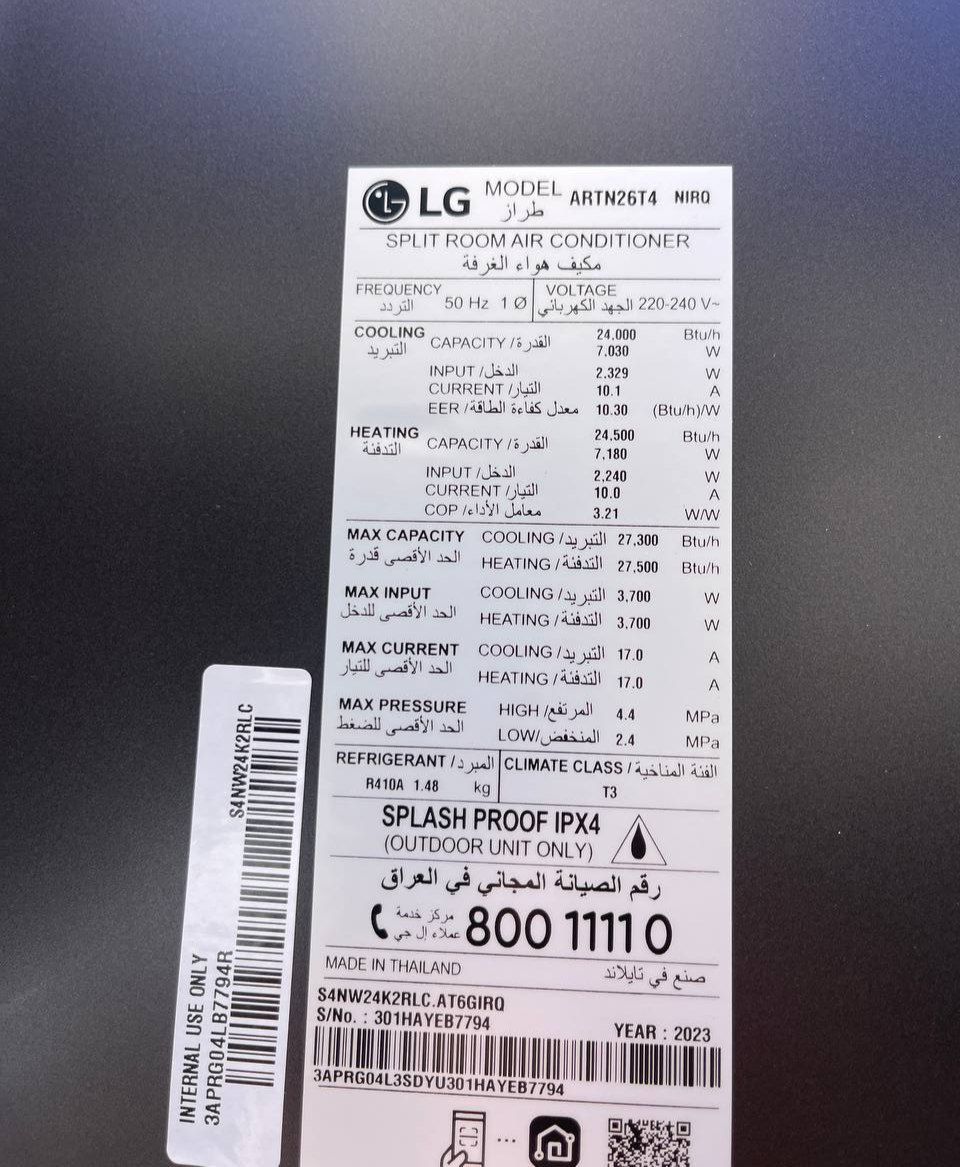 LG MODEL ARTN26T4 NIRQ
طراز
SPLIT ROOM AIR CONDITIONER
مكيف هواء الغرفة
FREQUENCY 50 Hz 1 Ø
التردد
VOLTAGE 220-240 V~
الجهد الكهربائي
COOLING CAPACITY / القدرة 24.000 Btu/h
التبريد 7.030 W
INPUT / الدخل 2.329 W
CURRENT / التيار 10.1 A
EER / معدل كفاءة الطاقة 10.30 (Btu/h)/W
HEATING CAPACITY / القدرة 24,500 Btu/h
التدفئة 7,180 W
INPUT / الدخل 2,240 W
CURRENT / التيار 10.0 A
COP / معامل الأداء 3.21 W/W
MAX CAPACITY COOLING / التبريد 27,300 Btu/h
الحد الأقصى قدرة HEATING / التدفئة 27,500 Btu/h
MAX INPUT COOLING / التبريد 3,700 W
الحد الأقصى للدخل HEATING / التدفئة 3,700 W
MAX CURRENT COOLING / التبريد 17.0 A
الحد الأقصى للتيار HEATING / التدفئة 17.0 A
MAX PRESSURE HIGH / المرتفع 4.4 MPa
الحد الأقصى للضغط LOW / المنخفض 2.4 MPa
REFRIGERANT / المبرد
R410A 1.48 kg
CLIMATE CLASS / الفئة المناخية
T3
SPLASH PROOF IPX4
(OUTDOOR UNIT ONLY)
رقم الصيانة المجاني في العراق
مركز خدمة
عملاء إل جي
800 11110
MADE IN THAILAND صنع في تايلاند
S4NW24K2RLC.AT6GIRQ
S/No. : 301HAYEB7794 YEAR : 2023
3APRG04L3SDYU301HAYEB7794
S4NW24K2RLC
INTERNAL USE ONLY
3APRG04LB7794R